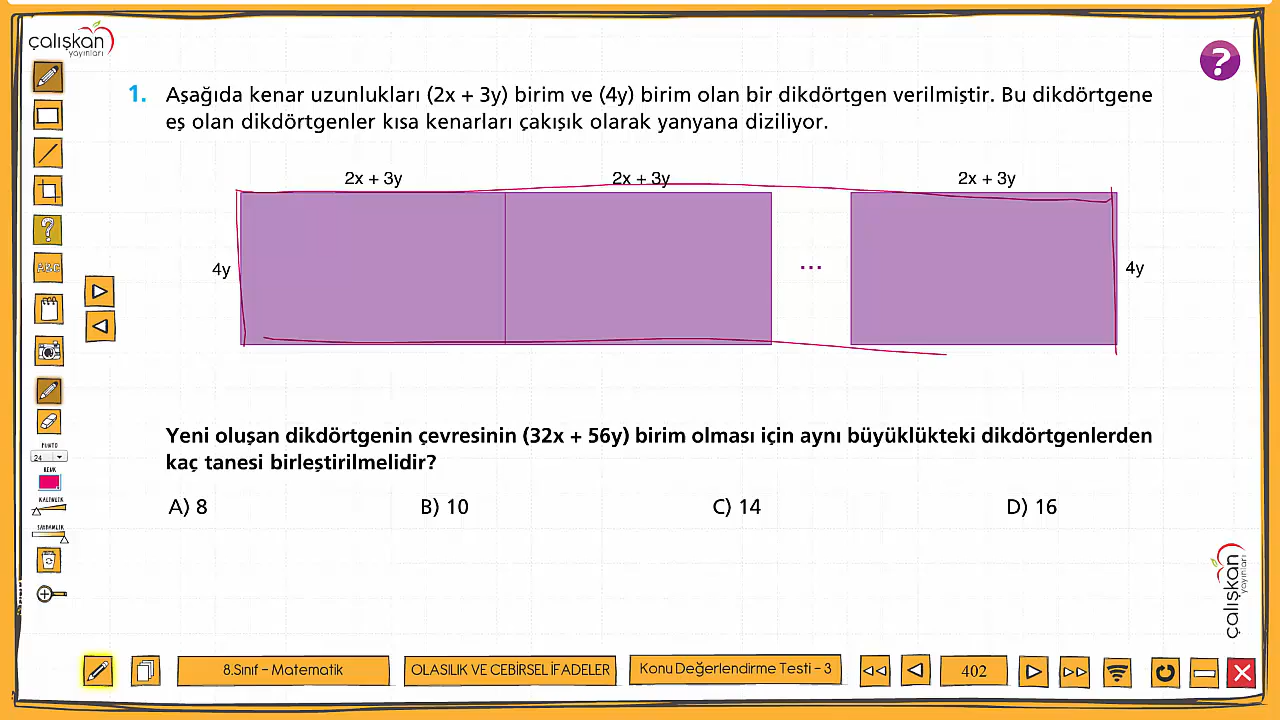 çalışkan
yayınları
1. Aşağıda kenar uzunlukları (2x + 3y) birim ve (4y) birim olan bir dikdörtgen verilmiştir. Bu dikdörtgene
eş olan dikdörtgenler kısa kenarları çakışık olarak yanyana diziliyor.
2x + 3y 2x + 3y 2x + 3y
4y ... 4y
Yeni oluşan dikdörtgenin çevresinin (32x + 56y) birim olması için aynı büyüklükteki dikdörtgenlerden
kaç tanesi birleştirilmelidir?
A) 8 B) 10 C) 14 D) 16
?
?
ABC
PUNTO
24
RENK
KALINLIK
SAYDAMLIK
çalışkan
yayınları
8.Sınıf – Matematik
OLASILIK VE CEBİRSEL İFADELER
Konu Değerlendirme Testi – 3
402